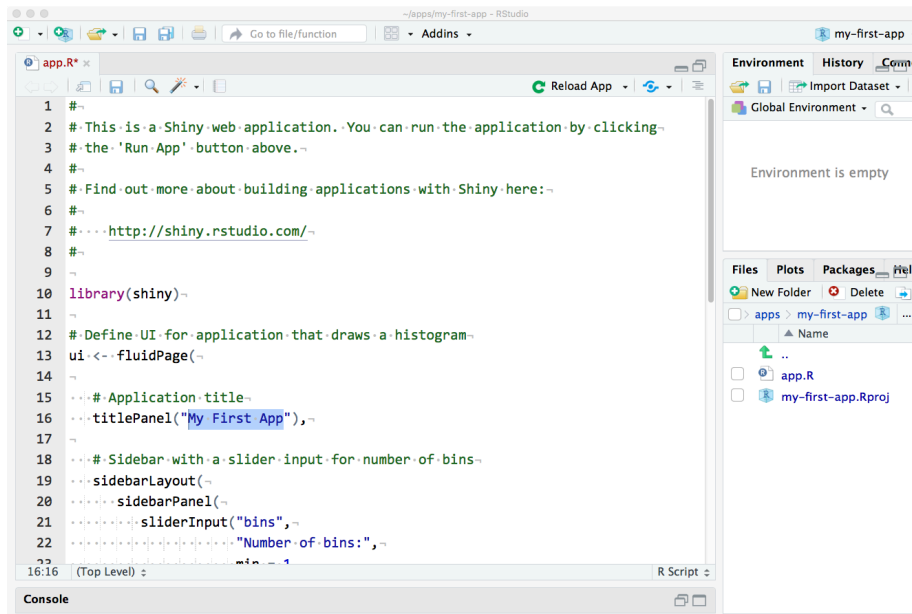 ~/apps/my-first-app - RStudio
Go to file/function
Addins
my-first-app
app.R*
Reload App
1 #
2 # This is a Shiny web application. You can run the application by clicking
3 # the 'Run App' button above.
4 #
5 # Find out more about building applications with Shiny here:
6 #
7 #    http://shiny.rstudio.com/
8 #
9
10 library(shiny)
11
12 # Define UI for application that draws a histogram
13 ui <- fluidPage(
14
15    # Application title
16    titlePanel("My First App"),
17
18    # Sidebar with a slider input for number of bins
19    sidebarLayout(
20       sidebarPanel(
21          sliderInput("bins",
22                      "Number of bins:",
23                      min = 1
16:16 (Top Level) R Script
Console
Environment History Conn
Import Dataset
Global Environment
Environment is empty
Files Plots Packages Hel
New Folder Delete
apps my-first-app ...
Name
..
app.R
my-first-app.Rproj